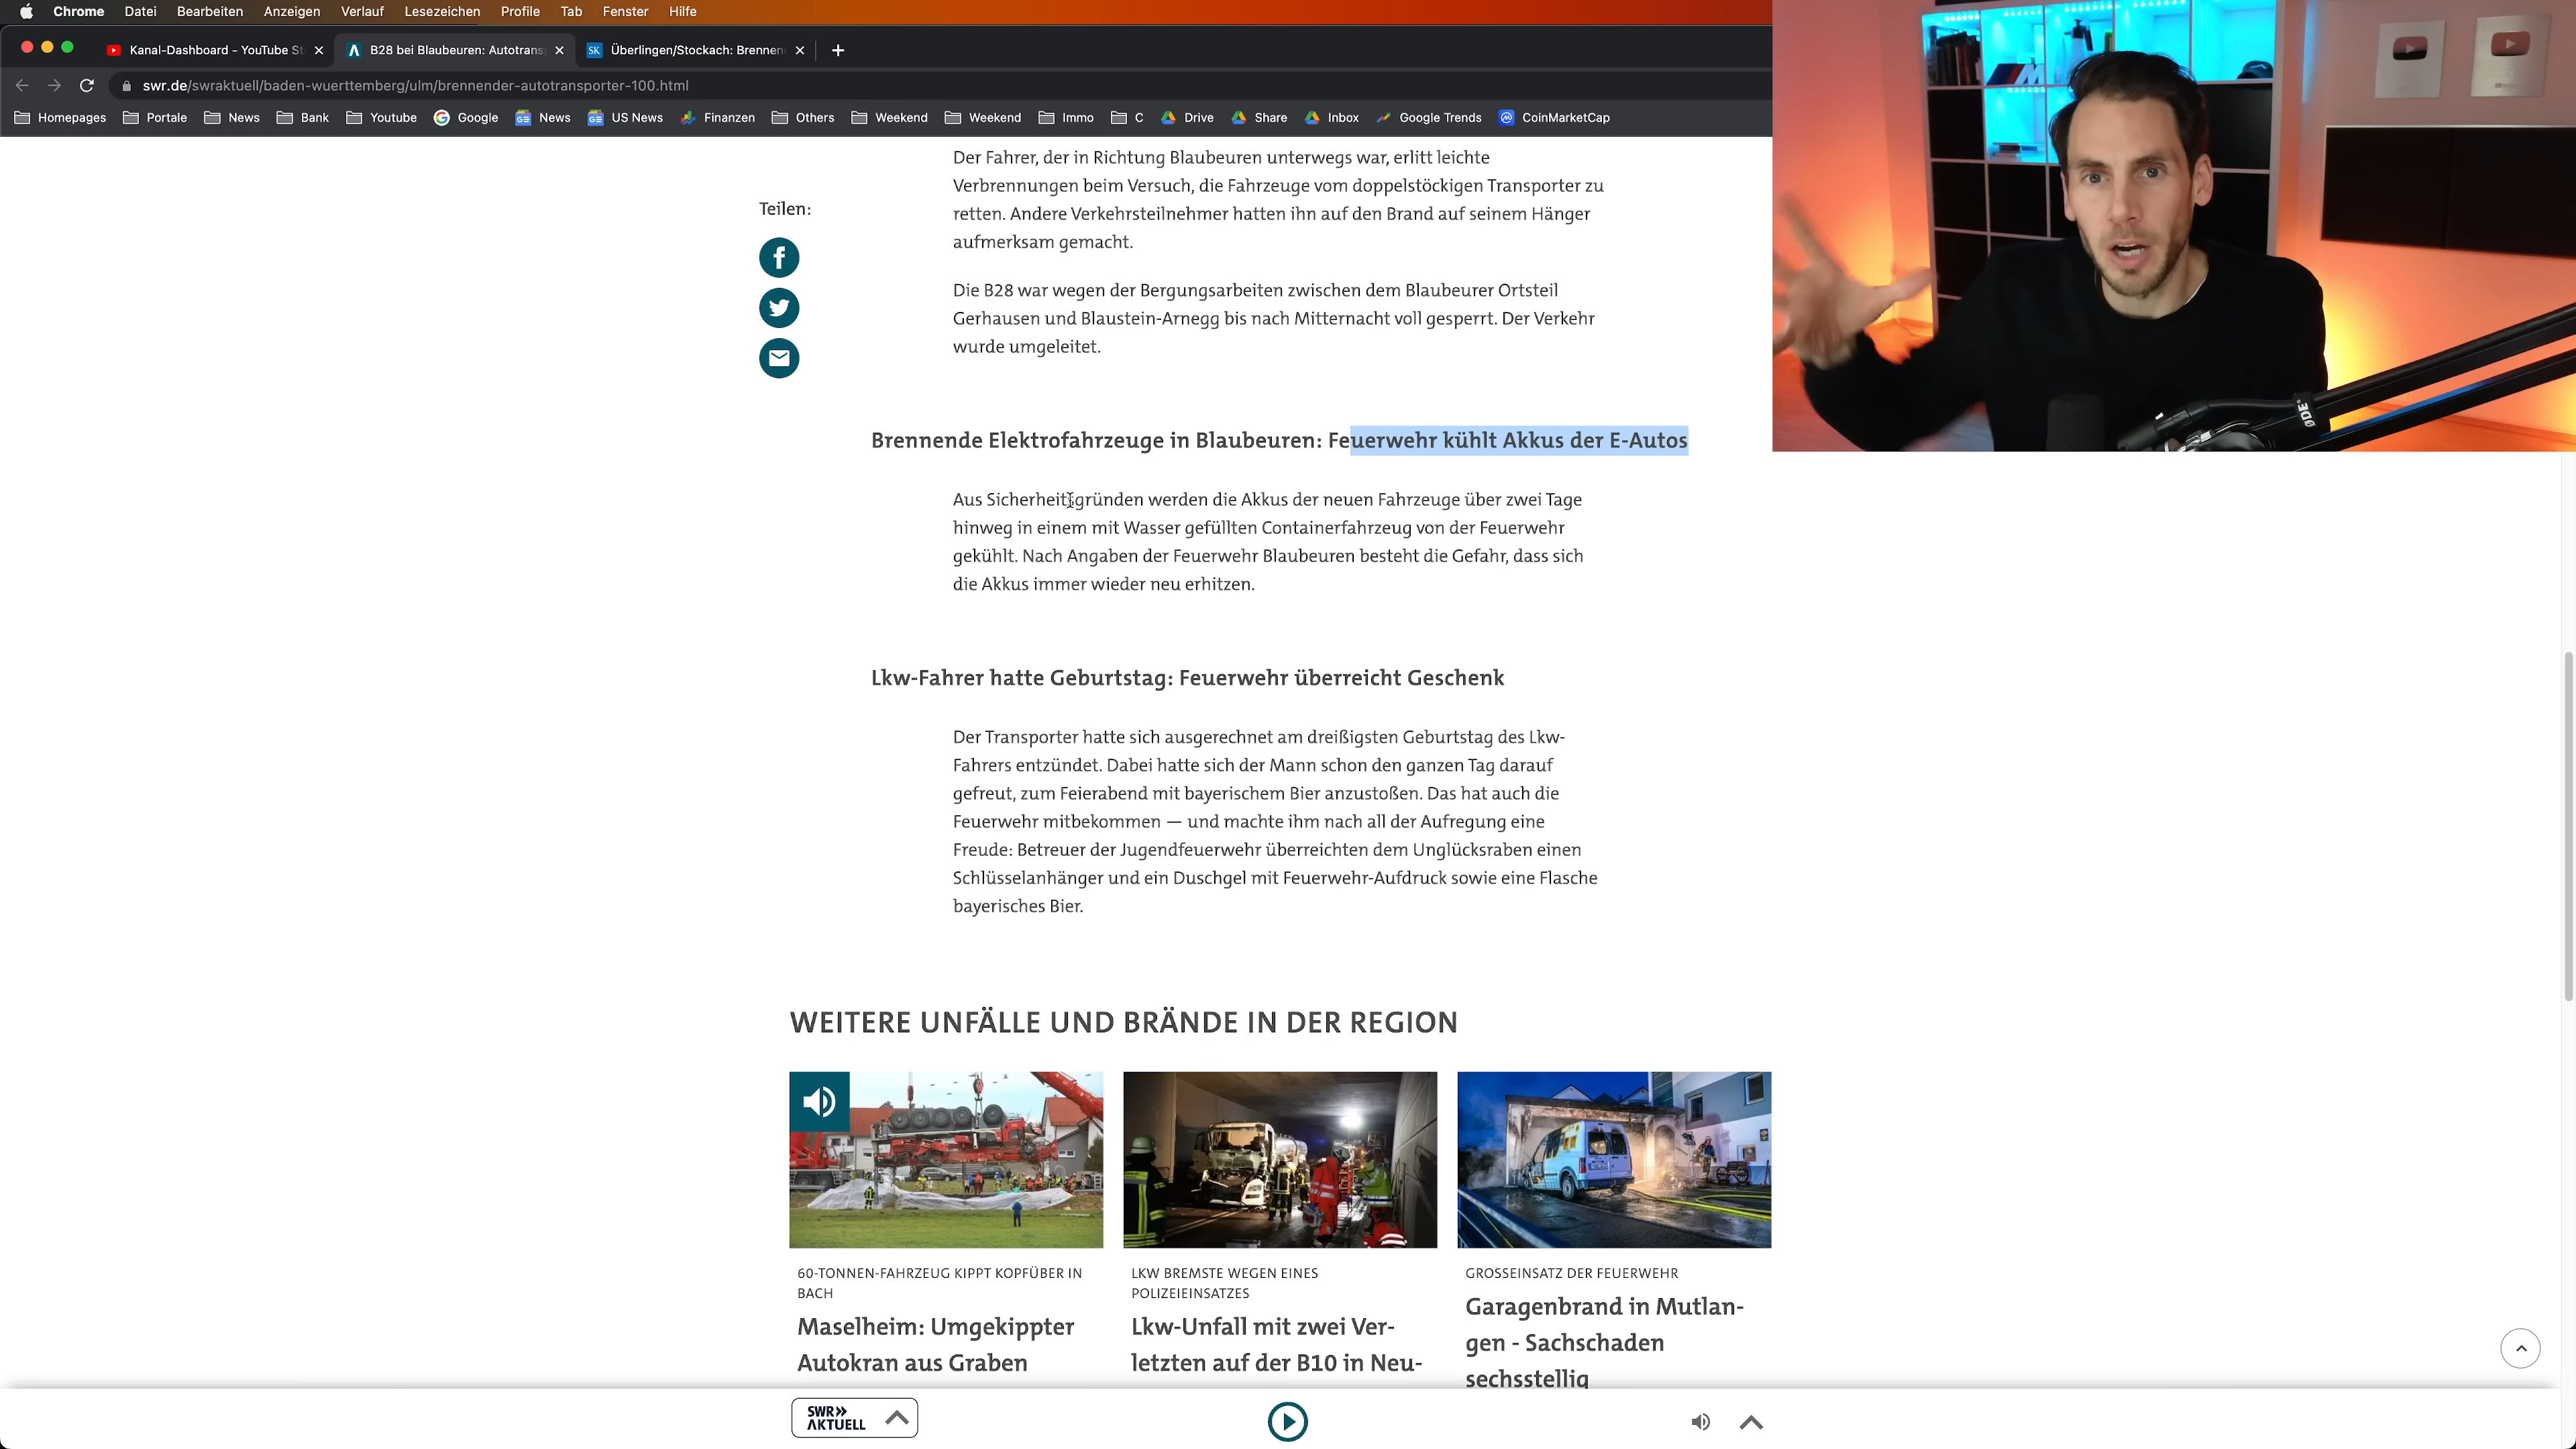 Chrome Datei Bearbeiten Anzeigen Verlauf Lesezeichen Profile Tab Fenster Hilfe
Kanal-Dashboard - YouTube St
B28 bei Blaubeuren: Autotrans
SK Überlingen/Stockach: Brennen
swr.de/swraktuell/baden-wuerttemberg/ulm/brennender-autotransporter-100.html
Homepages Portale News Bank Youtube Google News US News Finanzen Others Weekend Weekend Immo C Drive Share Inbox Google Trends CoinMarketCap
Teilen:
Der Fahrer, der in Richtung Blaubeuren unterwegs war, erlitt leichte
Verbrennungen beim Versuch, die Fahrzeuge vom doppelstöckigen Transporter zu
retten. Andere Verkehrsteilnehmer hatten ihn auf den Brand auf seinem Hänger
aufmerksam gemacht.
Die B28 war wegen der Bergungsarbeiten zwischen dem Blaubeurer Ortsteil
Gerhausen und Blaustein-Arnegg bis nach Mitternacht voll gesperrt. Der Verkehr
wurde umgeleitet.
Brennende Elektrofahrzeuge in Blaubeuren: Feuerwehr kühlt Akkus der E-Autos
Aus Sicherheitsgründen werden die Akkus der neuen Fahrzeuge über zwei Tage
hinweg in einem mit Wasser gefüllten Containerfahrzeug von der Feuerwehr
gekühlt. Nach Angaben der Feuerwehr Blaubeuren besteht die Gefahr, dass sich
die Akkus immer wieder neu erhitzen.
Lkw-Fahrer hatte Geburtstag: Feuerwehr überreicht Geschenk
Der Transporter hatte sich ausgerechnet am dreißigsten Geburtstag des Lkw-
Fahrers entzündet. Dabei hatte sich der Mann schon den ganzen Tag darauf
gefreut, zum Feierabend mit bayerischem Bier anzustoßen. Das hat auch die
Feuerwehr mitbekommen — und machte ihm nach all der Aufregung eine
Freude: Betreuer der Jugendfeuerwehr überreichten dem Unglücksraben einen
Schlüsselanhänger und ein Duschgel mit Feuerwehr-Aufdruck sowie eine Flasche
bayerisches Bier.
WEITERE UNFÄLLE UND BRÄNDE IN DER REGION
60-TONNEN-FAHRZEUG KIPPT KOPFÜBER IN
BACH
Maselheim: Umgekippter
Autokran aus Graben
LKW BREMSTE WEGEN EINES
POLIZEIEINSATZES
Lkw-Unfall mit zwei Ver-
letzten auf der B10 in Neu-
GROSSEINSATZ DER FEUERWEHR
Garagenbrand in Mutlan-
gen - Sachschaden
sechsstellig
SWR»
AKTUELL
RØDE